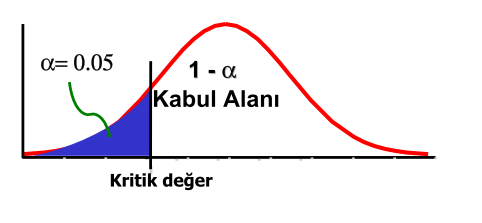 α= 0.05
1 - α
Kabul Alanı
Kritik değer